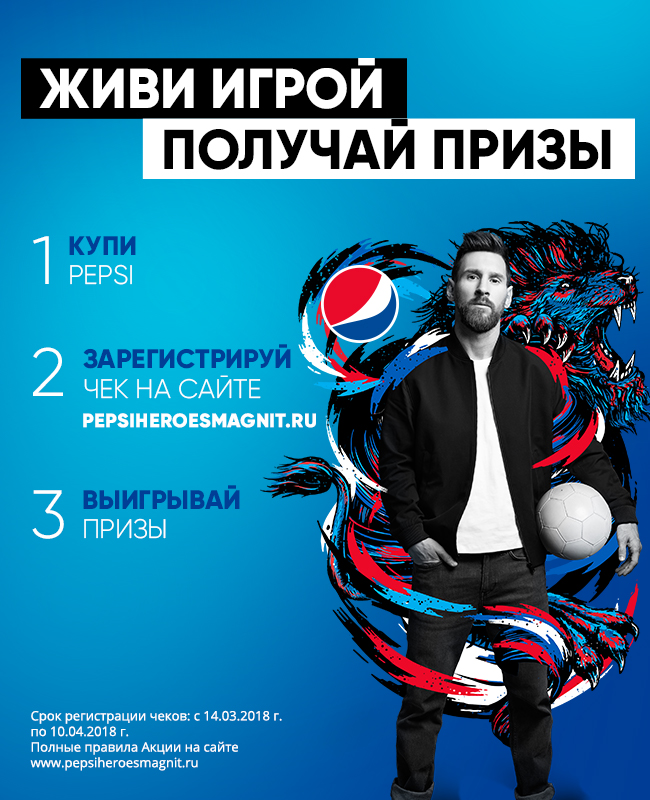 ЖИВИ ИГРОЙ
ПОЛУЧАЙ ПРИЗЫ
1 КУПИ
PEPSI
2 ЗАРЕГИСТРИРУЙ
ЧЕК НА САЙТЕ
PEPSIHEROESMAGNIT.RU
3 ВЫИГРЫВАЙ
ПРИЗЫ
Срок регистрации чеков: с 14.03.2018 г.
по 10.04.2018 г.
Полные правила Акции на сайте
www.pepsiheroesmagnit.ru